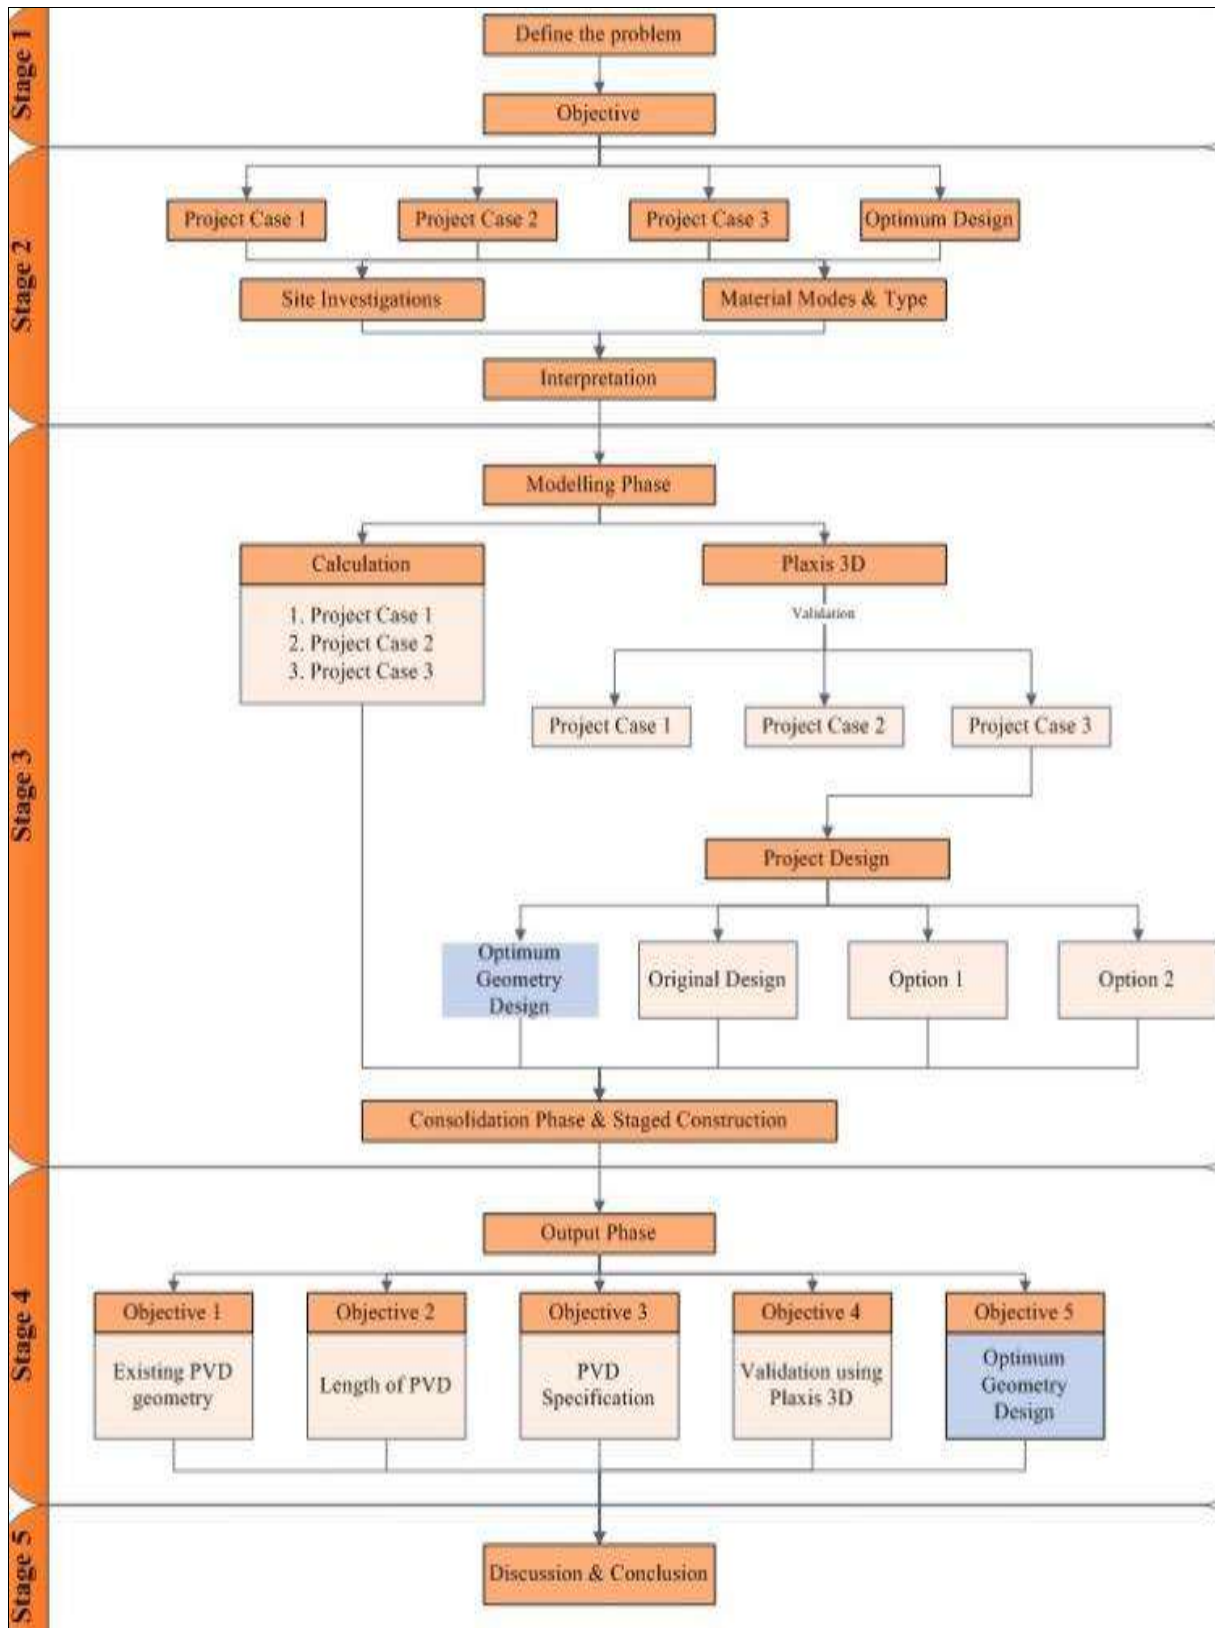 Stage 1
Define the problem
Objective
Stage 2
Project Case 1
Project Case 2
Project Case 3
Optimum Design
Site Investigations
Material Modes & Type
Interpretation
Stage 3
Modelling Phase
Calculation
1. Project Case 1
2. Project Case 2
3. Project Case 3
Plaxis 3D
Validation
Project Case 1
Project Case 2
Project Case 3
Project Design
Optimum
Geometry
Design
Original Design
Option 1
Option 2
Consolidation Phase & Staged Construction
Stage 4
Output Phase
Objective 1
Existing PVD
geometry
Objective 2
Length of PVD
Objective 3
PVD
Specification
Objective 4
Validation using
Plaxis 3D
Objective 5
Optimum
Geometry
Design
Stage 5
Discussion & Conclusion